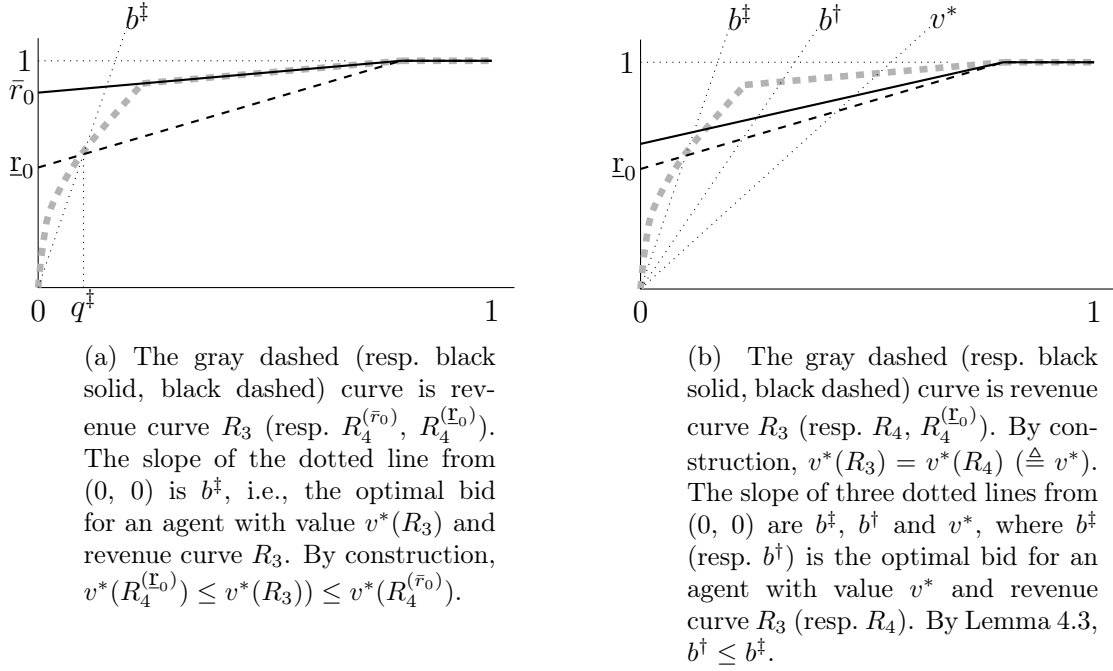 b‡
1
r̄₀
r̲₀
0
q‡
1
b‡
b†
v*
1
r̲₀
0
1
(a) The gray dashed (resp. black
solid, black dashed) curve is rev-
enue curve R₃ (resp. R₄^(r̄₀), R₄^(r̲₀)).
The slope of the dotted line from
(0, 0) is b‡, i.e., the optimal bid
for an agent with value v*(R₃) and
revenue curve R₃. By construction,
v*(R₄^(r̲₀)) ≤ v*(R₃)) ≤ v*(R₄^(r̄₀)).
(b) The gray dashed (resp. black
solid, black dashed) curve is revenue
curve R₃ (resp. R₄, R₄^(r̲₀)). By con-
struction, v*(R₃) = v*(R₄) (≜ v*).
The slope of three dotted lines from
(0, 0) are b‡, b† and v*, where b‡
(resp. b†) is the optimal bid for an
agent with value v* and revenue
curve R₃ (resp. R₄). By Lemma 4.3,
b† ≤ b‡.